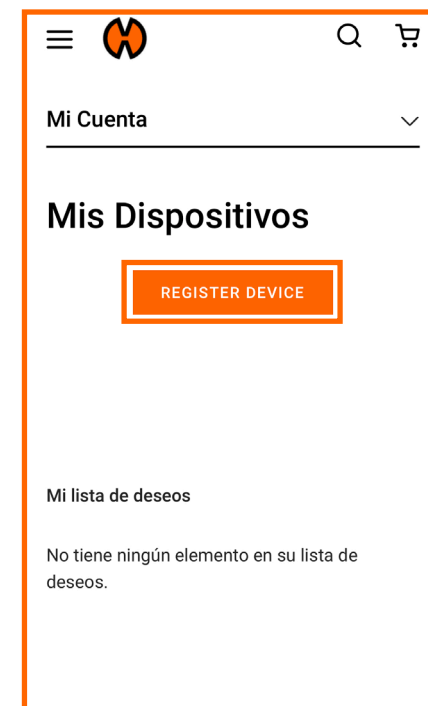 Mi Cuenta
Mis Dispositivos
REGISTER DEVICE
Mi lista de deseos
No tiene ningún elemento en su lista de
deseos.